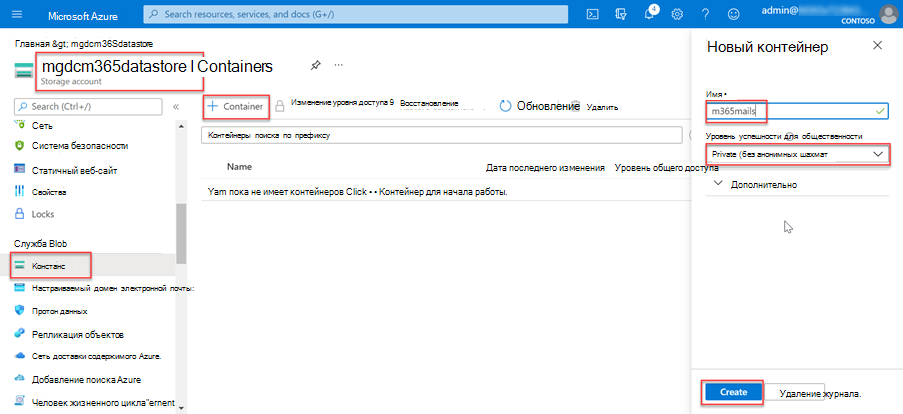 Microsoft Azure
Search resources, services, and docs (G+/)
4
admin@
CONTOSO
Главная &gt; mgdcm36Sdatastore
mgdcm365datastore I Containers
Storage account
Search (Ctrl+/)
Сеть
Система безопасности
Статичный веб-сайт
Свойства
Locks
Служба Blob
Констанс
Настраиваемый домен электронной почты:
Протон данных
Репликация объектов
Сеть доставки содержимого Azure.
Добавление поиска Azure
Человек жизненного цикла"ernent
+ Container
Изменение уровня доступа 9
Восстановление
Обновление
Удалить
Контейнеры поиска по префиксу
Name
Дата последнего изменения
Уровень общего доступа
Yam пока не имеет контейнеров Click • • Контейнер для начала работы.
Новый контейнер
Имя •
m365mails
Уровень успешности для общественности
Private (без анонимных шахмат
Дополнительно
Create
Удаление журнала.